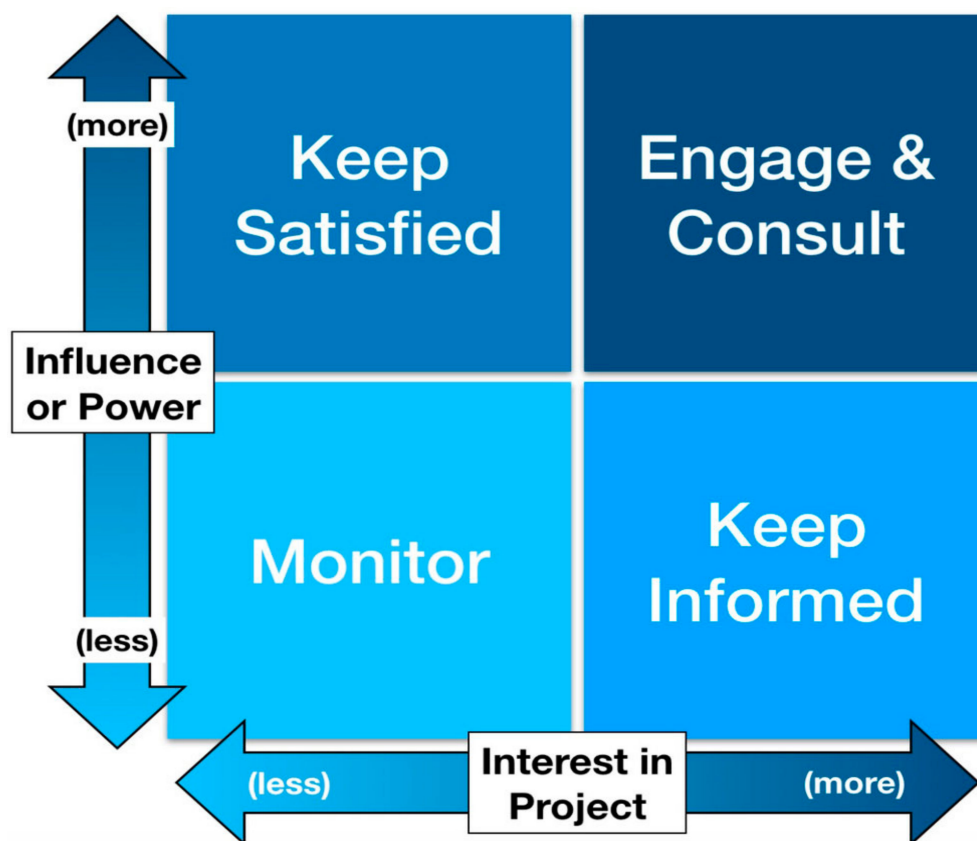 (more)
Keep
Satisfied
Engage &
Consult
Influence
or Power
Monitor
Keep
Informed
(less)
(less)
Interest in
Project
(more)